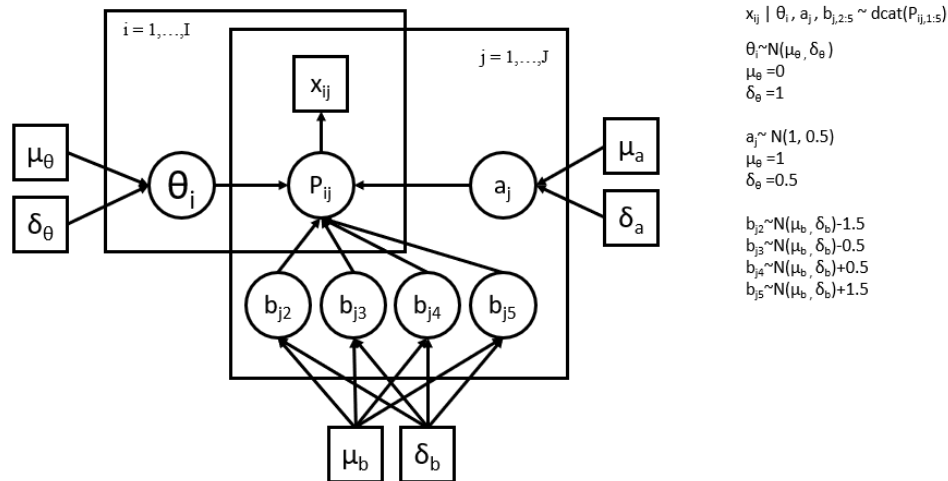 i = 1,…,I
j = 1,…,J
x_ij
μ_θ
δ_θ
θ_i
P_ij
a_j
μ_a
δ_a
b_j2
b_j3
b_j4
b_j5
μ_b
δ_b
x_ij | θ_i , a_j , b_j,2:5 ~ dcat(P_ij,1:5)
θ_i~N(μ_θ , δ_θ)
μ_θ =0
δ_θ =1
a_j~ N(1, 0.5)
μ_θ =1
δ_θ =0.5
b_j2~N(μ_b , δ_b)-1.5
b_j3~N(μ_b , δ_b)-0.5
b_j4~N(μ_b , δ_b)+0.5
b_j5~N(μ_b , δ_b)+1.5